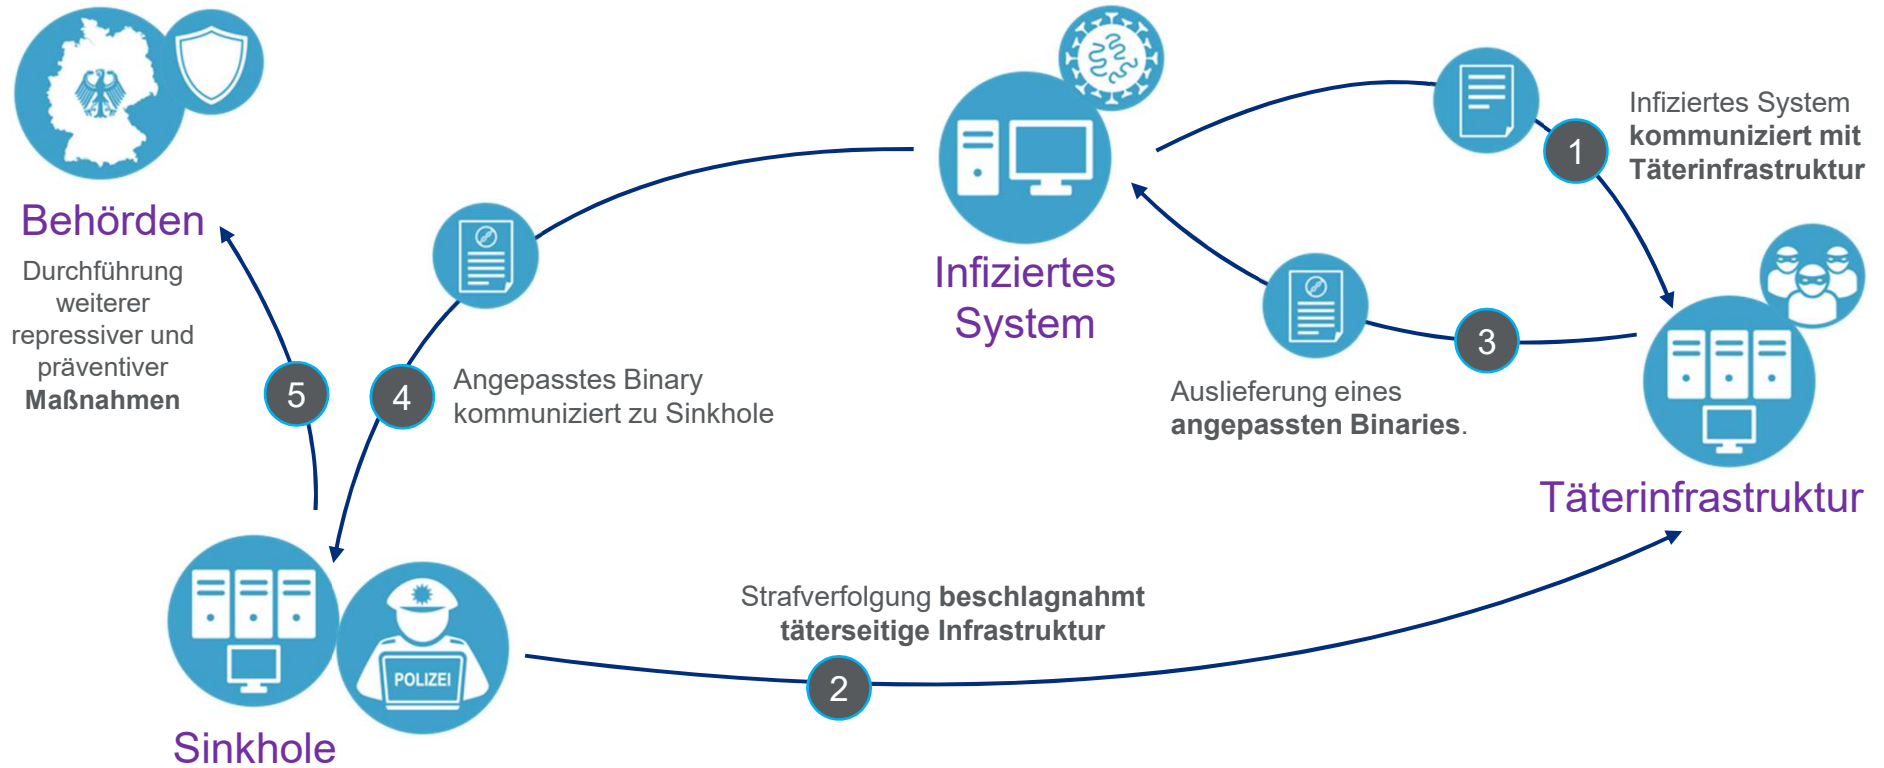 Infiziertes System
kommuniziert mit
Täterinfrastruktur
1
Behörden
Durchführung
weiterer
repressiver und
präventiver
Maßnahmen
5
4
Angepasstes Binary
kommuniziert zu Sinkhole
Infiziertes
System
3
Auslieferung eines
angepassten Binaries.
Täterinfrastruktur
Strafverfolgung beschlagnahmt
täterseitige Infrastruktur
2
POLIZEI
Sinkhole